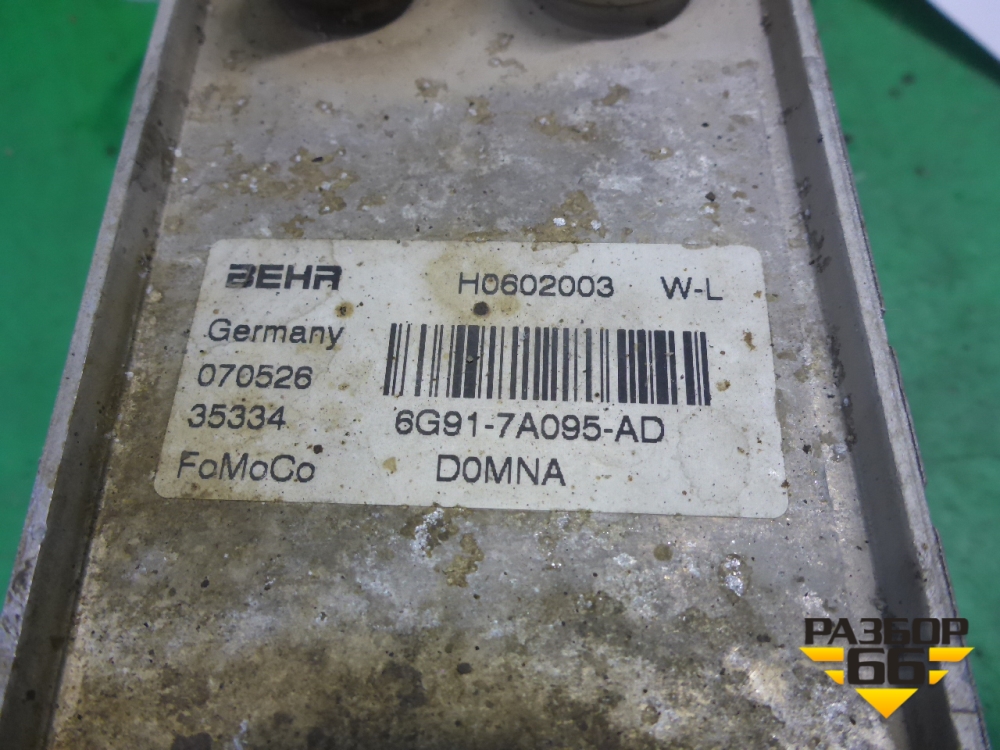 BEHR H0602003 W-L
Germany
070526
35334 6G91-7A095-AD
FoMoCo D0MNA
РАЗБОР
66